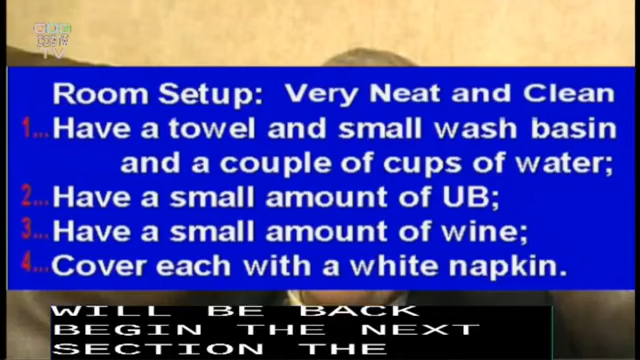 TV
Room Setup: Very Neat and Clean
1... Have a towel and small wash basin
and a couple of cups of water;
2... Have a small amount of UB;
3... Have a small amount of wine;
4... Cover each with a white napkin.
WILL BE BACK
BEGIN THE NEXT
SECTION THE